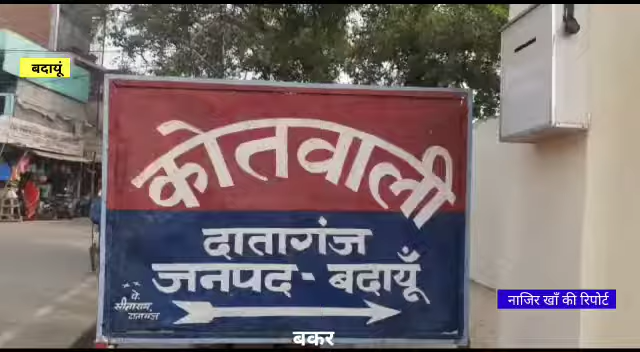 बदायूं
कोतवाली
दातागंज
जनपद - बदायूँ
पे.
सीताराम
नाजिर खाँ की रिपोर्ट
बकर